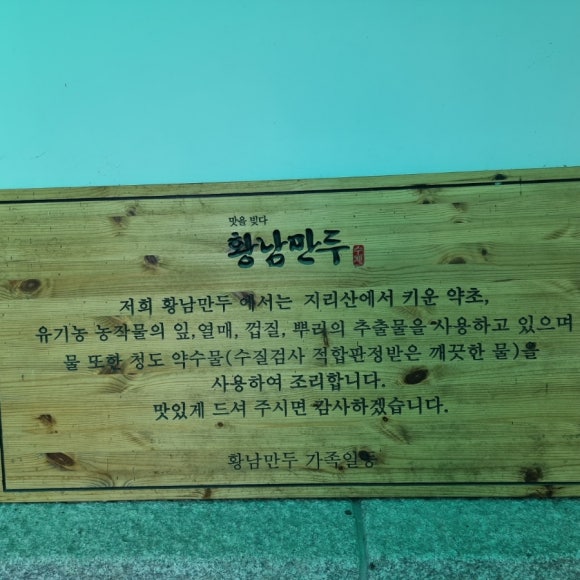 맛을 빚다
황남만두 수제
저희 황남만두 에서는 지리산에서 키운 약초,
유기농 농작물의 잎,열매, 껍질, 뿌리의 추출물을 사용하고 있으며
물 또한 청도 약수물(수질검사 적합판정받은 깨끗한 물)을
사용하여 조리합니다.
맛있게 드셔 주시면 감사하겠습니다.
황남만두 가족일동